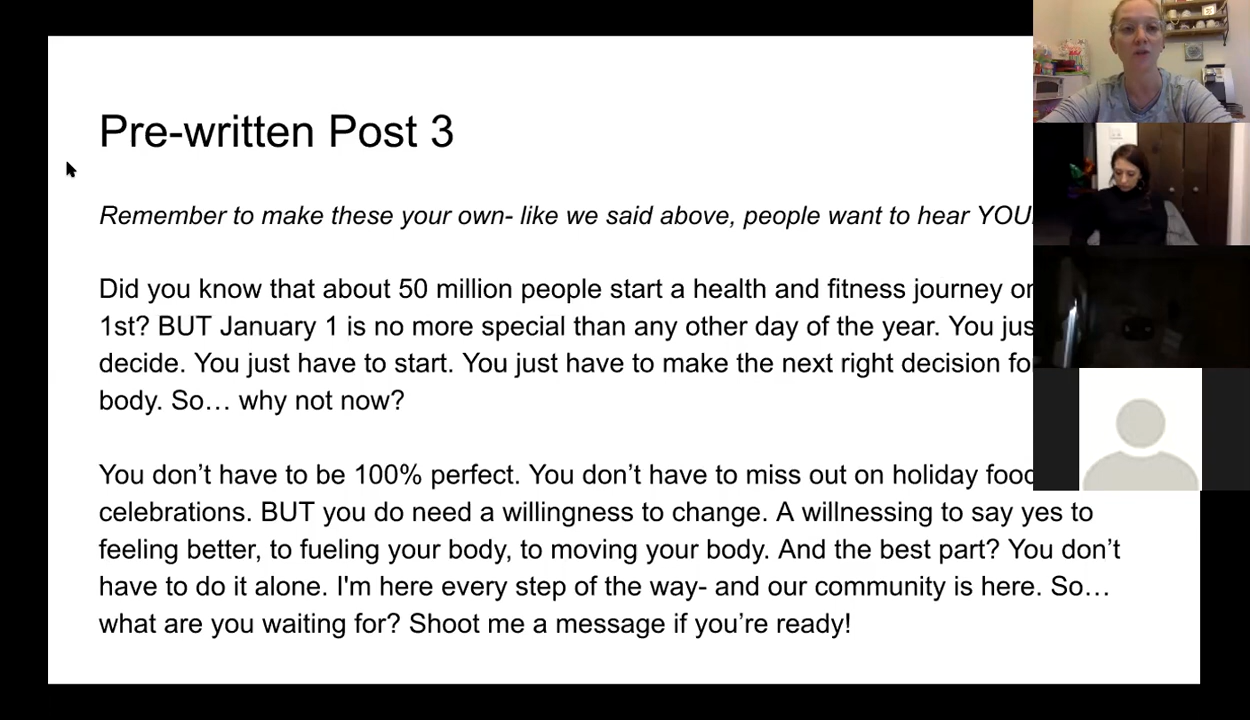 Pre-written Post 3
Remember to make these your own- like we said above, people want to hear YOU
Did you know that about 50 million people start a health and fitness journey
1st? BUT January 1 is no more special than any other day of the year. You
decide. You just have to start. You just have to make the next right decision
body. So… why not now?
You don’t have to be 100% perfect. You don’t have to miss out on holiday
celebrations. BUT you do need a willingness to change. A willnessing to say yes to
feeling better, to fueling your body, to moving your body. And the best part? You don’t
have to do it alone. I'm here every step of the way- and our community is here. So…
what are you waiting for? Shoot me a message if you’re ready!